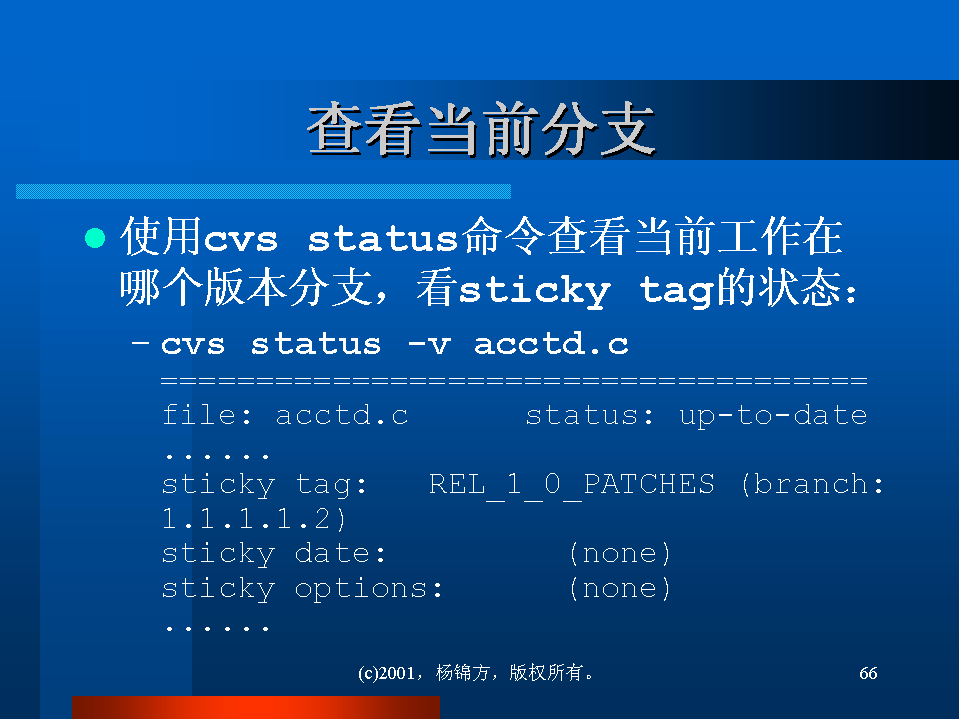 查看当前分支
使用cvs status命令查看当前工作在
哪个版本分支，看sticky tag的状态：
– cvs status –v acctd.c
=====================================
file: acctd.c      status: up-to-date
......
sticky tag:   REL_1_0_PATCHES (branch:
1.1.1.1.2)
sticky date:         (none)
sticky options:      (none)
......
(c)2001，杨锦方，版权所有。
66